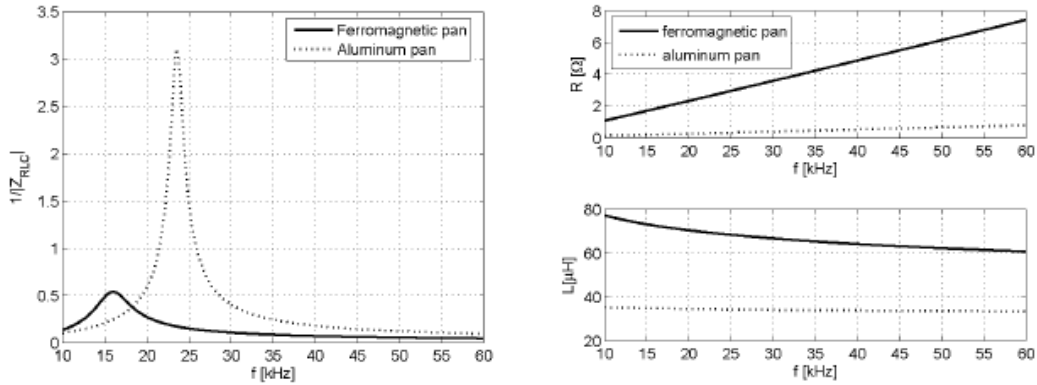 3.5
3
2.5
2
1.5
1
0.5
0
1/|Z_RLC|
Ferromagnetic pan
Aluminum pan
10 15 20 25 30 35 40 45 50 55 60
f [kHz]
8
6
4
2
0
R [Ω]
ferromagnetic pan
aluminum pan
10 15 20 25 30 35 40 45 50 55 60
f [kHz]
80
60
40
20
L[μH]
10 15 20 25 30 35 40 45 50 55 60
f [kHz]